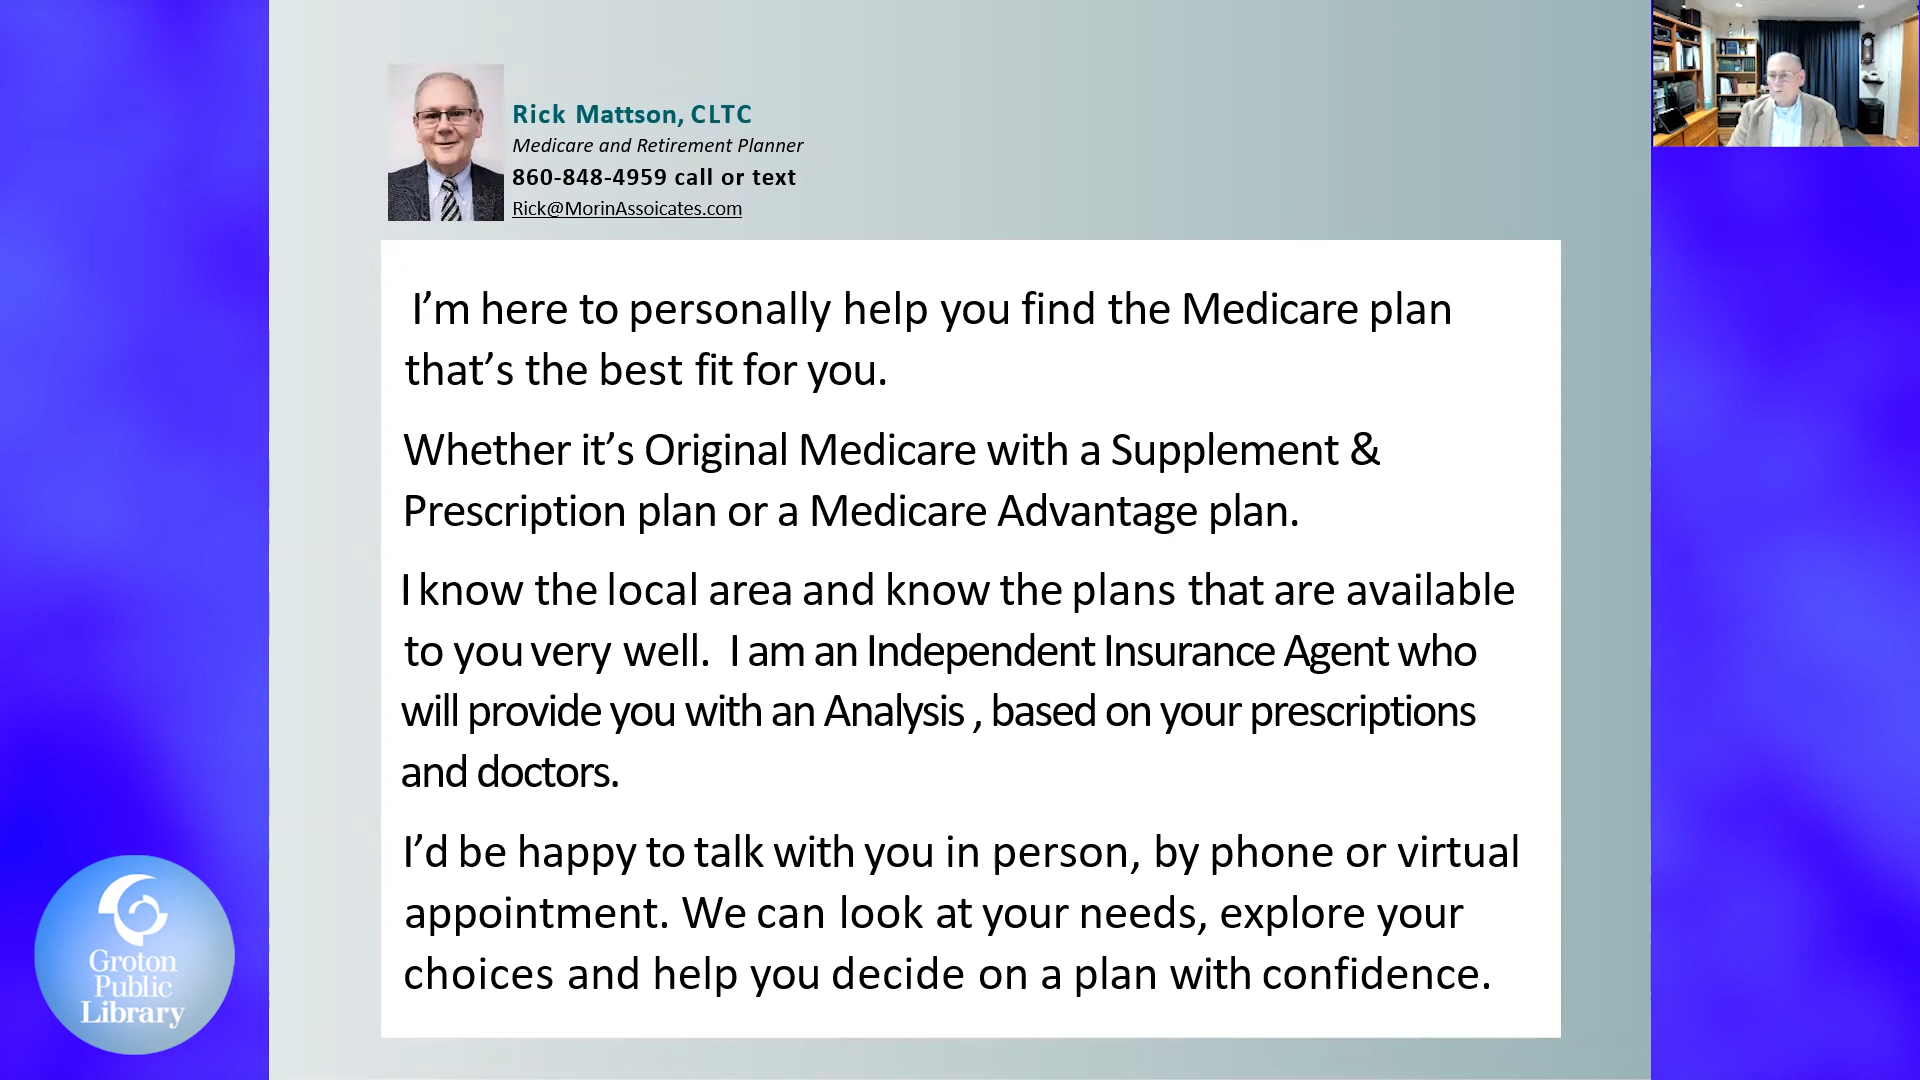 Rick Mattson, CLTC
Medicare and Retirement Planner
860-848-4959 call or text
Rick@MorinAssoicates.com
I’m here to personally help you find the Medicare plan
that’s the best fit for you.
Whether it’s Original Medicare with a Supplement &
Prescription plan or a Medicare Advantage plan.
I know the local area and know the plans that are available
to you very well. I am an Independent Insurance Agent who
will provide you with an Analysis , based on your prescriptions
and doctors.
I’d be happy to talk with you in person, by phone or virtual
appointment. We can look at your needs, explore your
choices and help you decide on a plan with confidence.
Groton
Public
Library